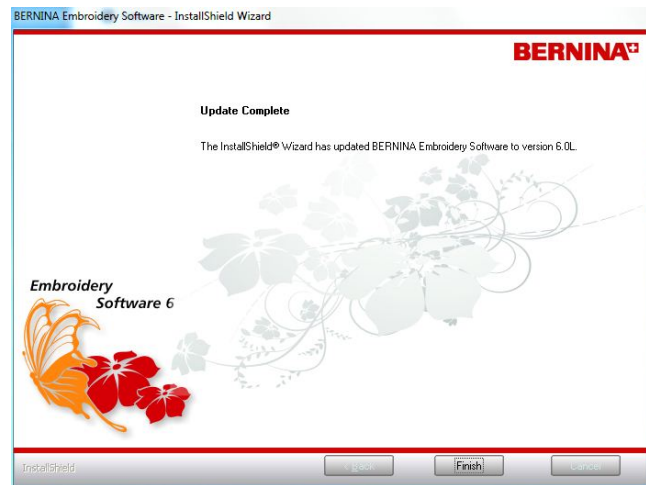 BERNINA Embroidery Software - InstallShield Wizard
BERNINA
Update Complete
The InstallShield® Wizard has updated BERNINA Embroidery Software to version 6.0L.
Embroidery
Software 6
InstallShield
< Back
Finish
Cancel